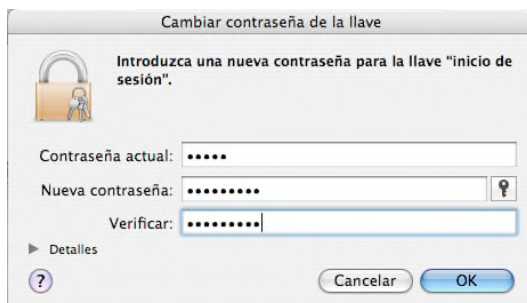 Cambiar contraseña de la llave
Introduzca una nueva contraseña para la llave "inicio de
sesión".
Contraseña actual: •••••
Nueva contraseña: •••••••••
Verificar: •••••••••
Detalles
?
Cancelar OK